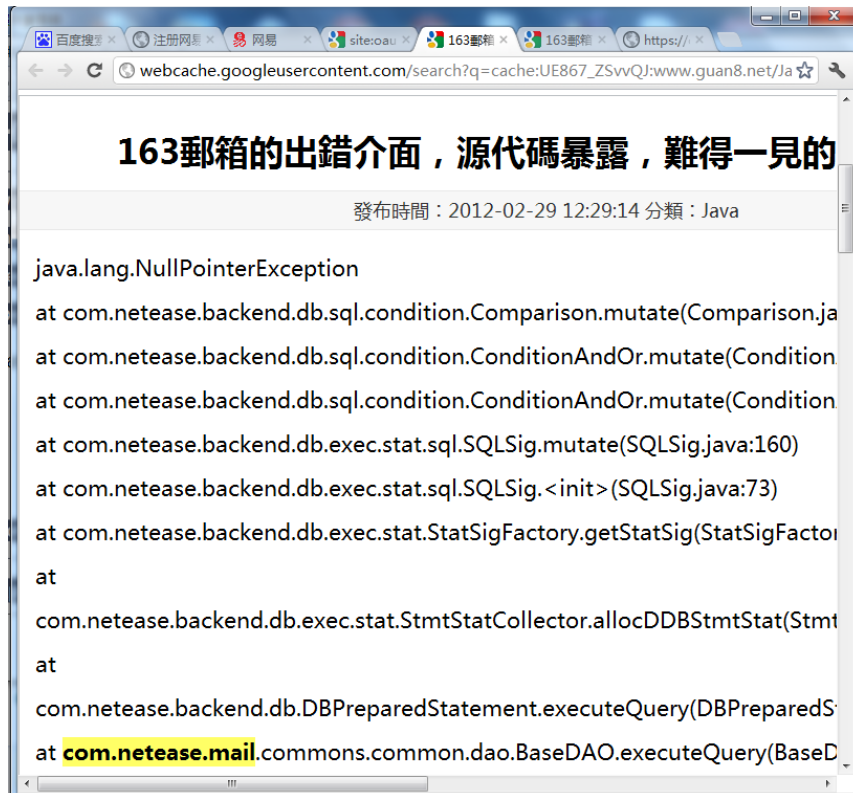 百度搜
注册网易
网易
site:oau
163郵箱
163郵箱
https://
webcache.googleusercontent.com/search?q=cache:UE867_ZSvvQJ:www.guan8.net/Ja
163郵箱的出錯介面，源代碼暴露，難得一見的
發布時間：2012-02-29 12:29:14 分類：Java
java.lang.NullPointerException
at com.netease.backend.db.sql.condition.Comparison.mutate(Comparison.ja
at com.netease.backend.db.sql.condition.ConditionAndOr.mutate(Condition
at com.netease.backend.db.sql.condition.ConditionAndOr.mutate(Condition
at com.netease.backend.db.exec.stat.sql.SQLSig.mutate(SQLSig.java:160)
at com.netease.backend.db.exec.stat.sql.SQLSig.<init>(SQLSig.java:73)
at com.netease.backend.db.exec.stat.StatSigFactory.getStatSig(StatSigFactor
at
com.netease.backend.db.exec.stat.StmtStatCollector.allocDDBStmtStat(Stmt
at
com.netease.backend.db.DBPreparedStatement.executeQuery(DBPreparedS
at com.netease.mail.commons.common.dao.BaseDAO.executeQuery(BaseD